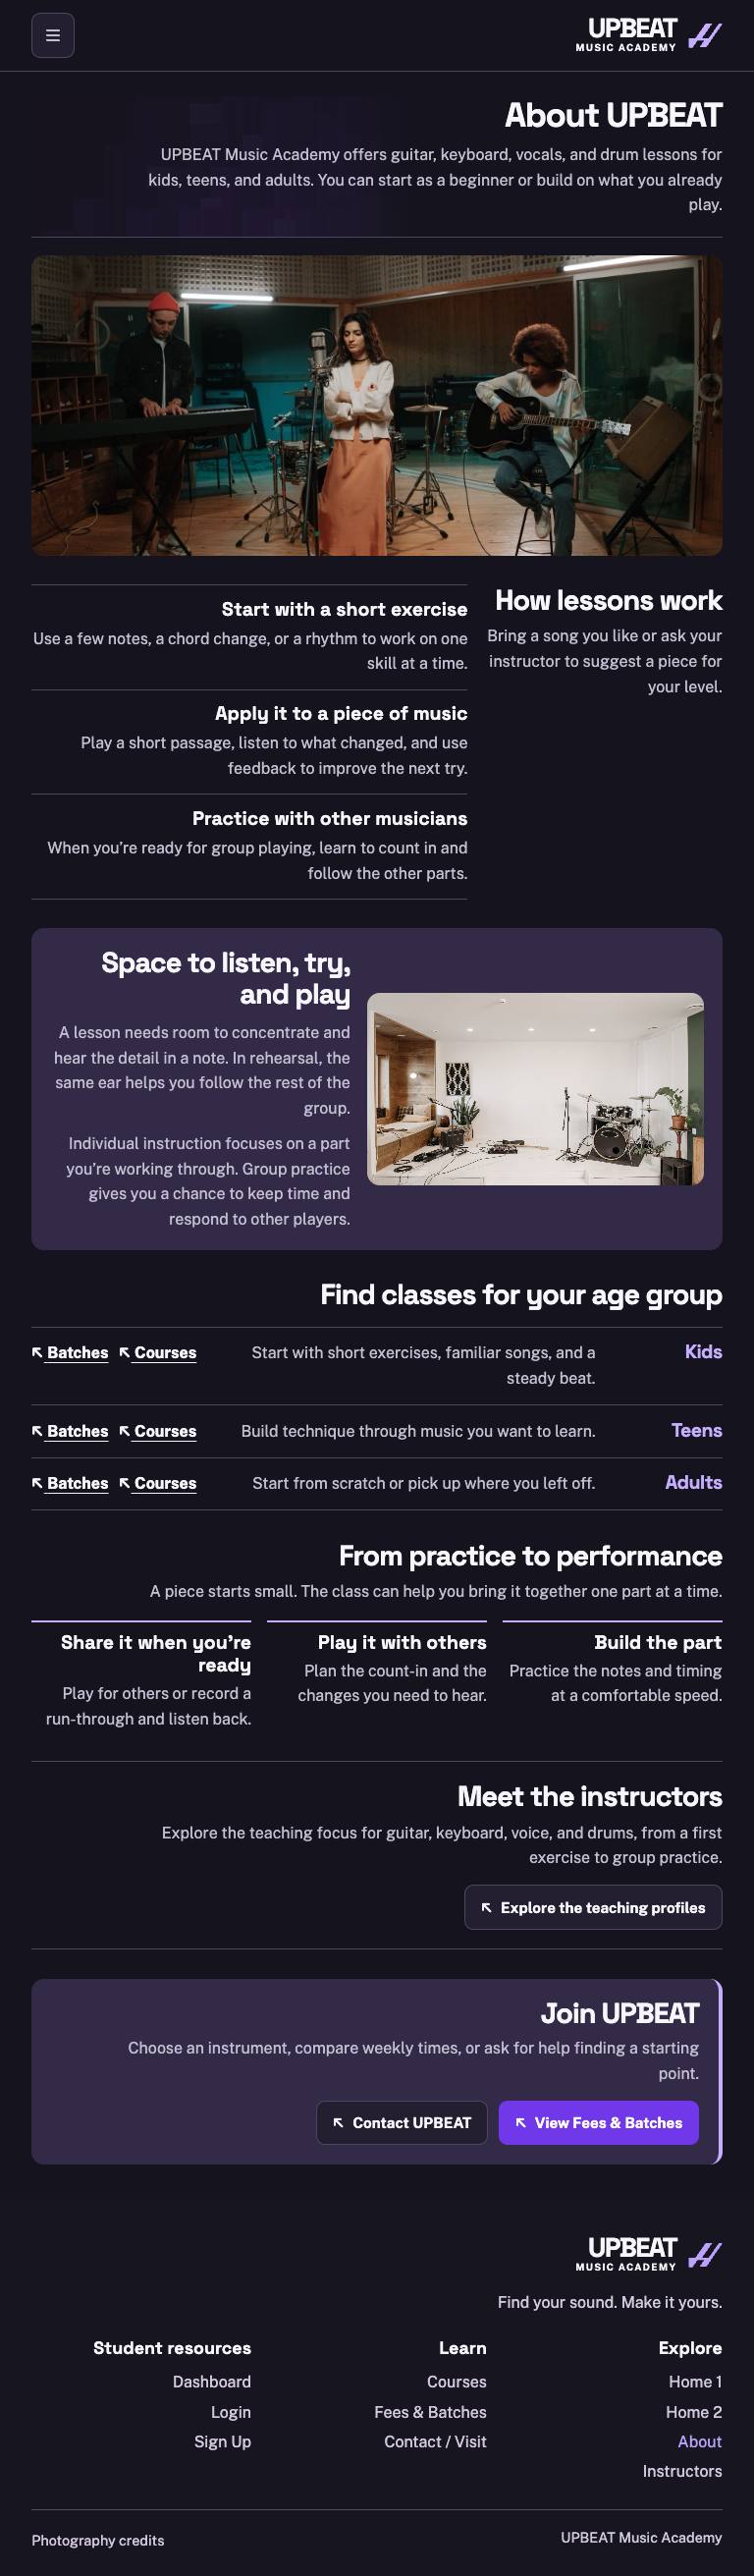 UPBEAT
MUSIC ACADEMY
About UPBEAT
UPBEAT Music Academy offers guitar, keyboard, vocals, and drum lessons for
kids, teens, and adults. You can start as a beginner or build on what you already
play.
How lessons work
Bring a song you like or ask your
instructor to suggest a piece for
your level.
Start with a short exercise
Use a few notes, a chord change, or a rhythm to work on one
skill at a time.
Apply it to a piece of music
Play a short passage, listen to what changed, and use
feedback to improve the next try.
Practice with other musicians
When you’re ready for group playing, learn to count in and
follow the other parts.
Space to listen, try,
and play
A lesson needs room to concentrate and
hear the detail in a note. In rehearsal, the
same ear helps you follow the rest of the
group.
Individual instruction focuses on a part
you’re working through. Group practice
gives you a chance to keep time and
respond to other players.
Find classes for your age group
Kids
Start with short exercises, familiar songs, and a
steady beat.
Courses
Batches
Teens
Build technique through music you want to learn.
Courses
Batches
Adults
Start from scratch or pick up where you left off.
Courses
Batches
From practice to performance
A piece starts small. The class can help you bring it together one part at a time.
Build the part
Practice the notes and timing
at a comfortable speed.
Play it with others
Plan the count-in and the
changes you need to hear.
Share it when you’re
ready
Play for others or record a
run-through and listen back.
Meet the instructors
Explore the teaching focus for guitar, keyboard, voice, and drums, from a first
exercise to group practice.
Explore the teaching profiles
Join UPBEAT
Choose an instrument, compare weekly times, or ask for help finding a starting
point.
View Fees & Batches
Contact UPBEAT
UPBEAT
MUSIC ACADEMY
Find your sound. Make it yours.
Explore
Home 1
Home 2
About
Instructors
Learn
Courses
Fees & Batches
Contact / Visit
Student resources
Dashboard
Login
Sign Up
UPBEAT Music Academy
Photography credits